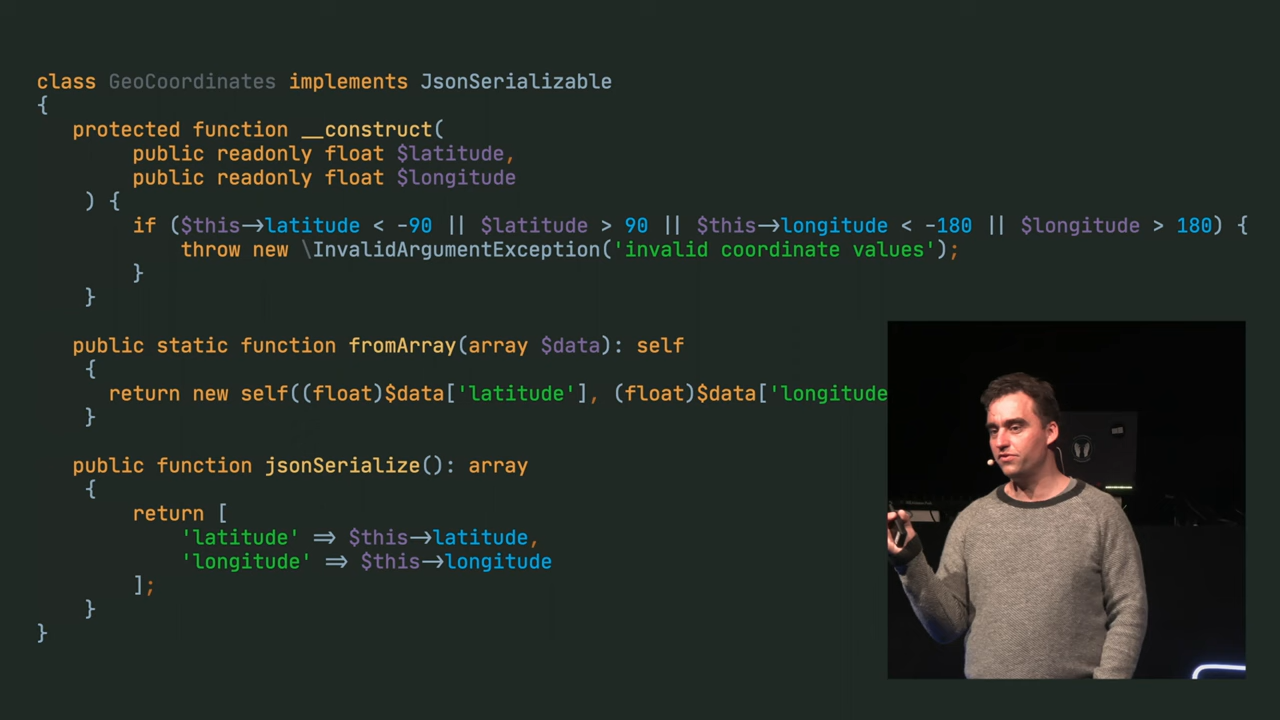 class GeoCoordinates implements JsonSerializable
{
protected function __construct(
public readonly float $latitude,
public readonly float $longitude
) {
if ($this->latitude < -90 || $latitude > 90 || $this->longitude < -180 || $longitude > 180) {
throw new \InvalidArgumentException('invalid coordinate values');
}
}
public static function fromArray(array $data): self
{
return new self((float)$data['latitude'], (float)$data['longitude
}
public function jsonSerialize(): array
{
return [
'latitude' => $this->latitude,
'longitude' => $this->longitude
];
}
}